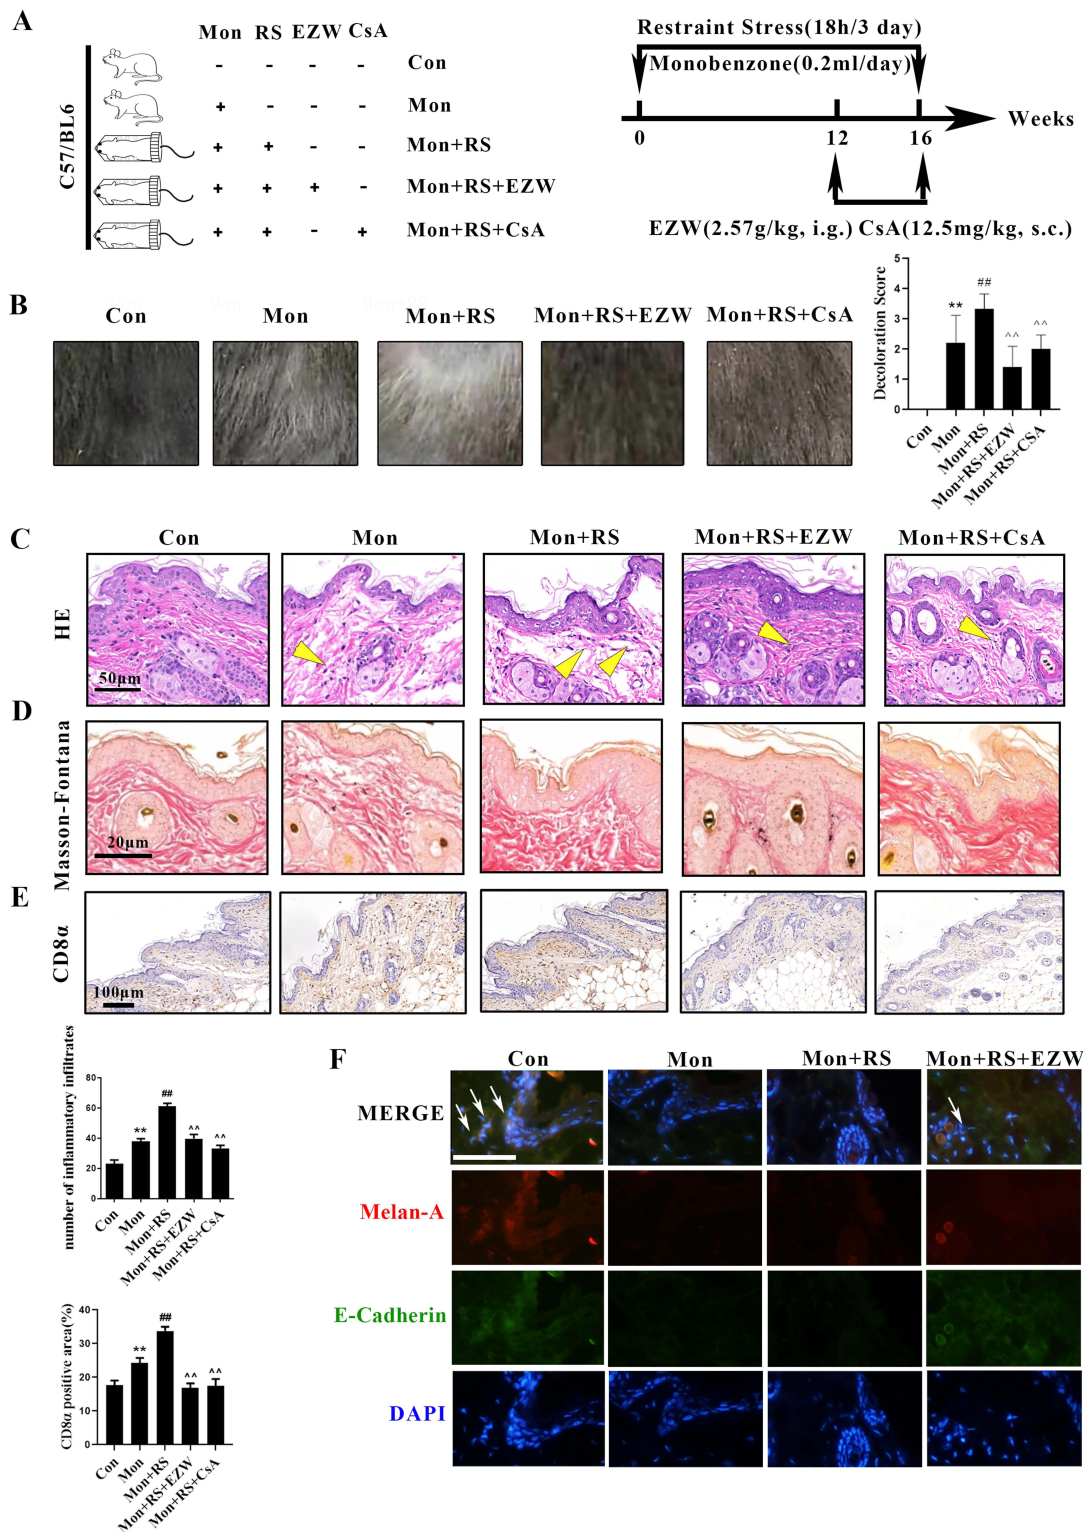 A
Mon RS EZW CsA
C57/BL6
- - - - Con
+ - - - Mon
+ + - - Mon+RS
+ + + - Mon+RS+EZW
+ + - + Mon+RS+CsA
Restraint Stress(18h/3 day)
Monobenzone(0.2ml/day)
Weeks
0 12 16
EZW(2.57g/kg, i.g.) CsA(12.5mg/kg, s.c.)
B
Con Mon Mon+RS Mon+RS+EZW Mon+RS+CsA
Decoloration Score
5
4
3
2
1
0
** ## ^^ ^^
Con Mon Mon+RS Mon+RS+EZW Mon+RS+CSA
C
Con Mon Mon+RS Mon+RS+EZW Mon+RS+CsA
HE
50μm
D
Masson-Fontana
20μm
E
CD8α
100μm
number of inflammatory infiltrates
80
60
40
20
0
** ## ^^ ^^
Con Mon Mon+RS Mon+RS+EZW Mon+RS+CsA
CD8α positive area(%)
40
30
20
10
0
** ## ^^ ^^
Con Mon Mon+RS Mon+RS+EZW Mon+RS+CsA
F
Con Mon Mon+RS Mon+RS+EZW
MERGE
Melan-A
E-Cadherin
DAPI